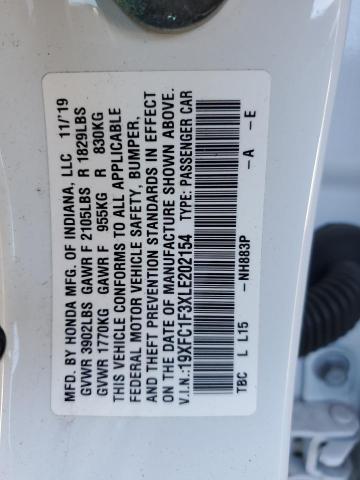 MFD. BY HONDA MFG. OF INDIANA, LLC 11/'19
GVWR 3902LBS GAWR F 2105LBS R 1829LBS
GVWR 1770KG GAWR F 955KG R 830KG
THIS VEHICLE CONFORMS TO ALL APPLICABLE
FEDERAL MOTOR VEHICLE SAFETY, BUMPER,
AND THEFT PREVENTION STANDARDS IN EFFECT
ON THE DATE OF MANUFACTURE SHOWN ABOVE.
V.I.N.:19XFC1F3XLE202154 TYPE: PASSENGER CAR
TBC L L15 -NH883P -A -E